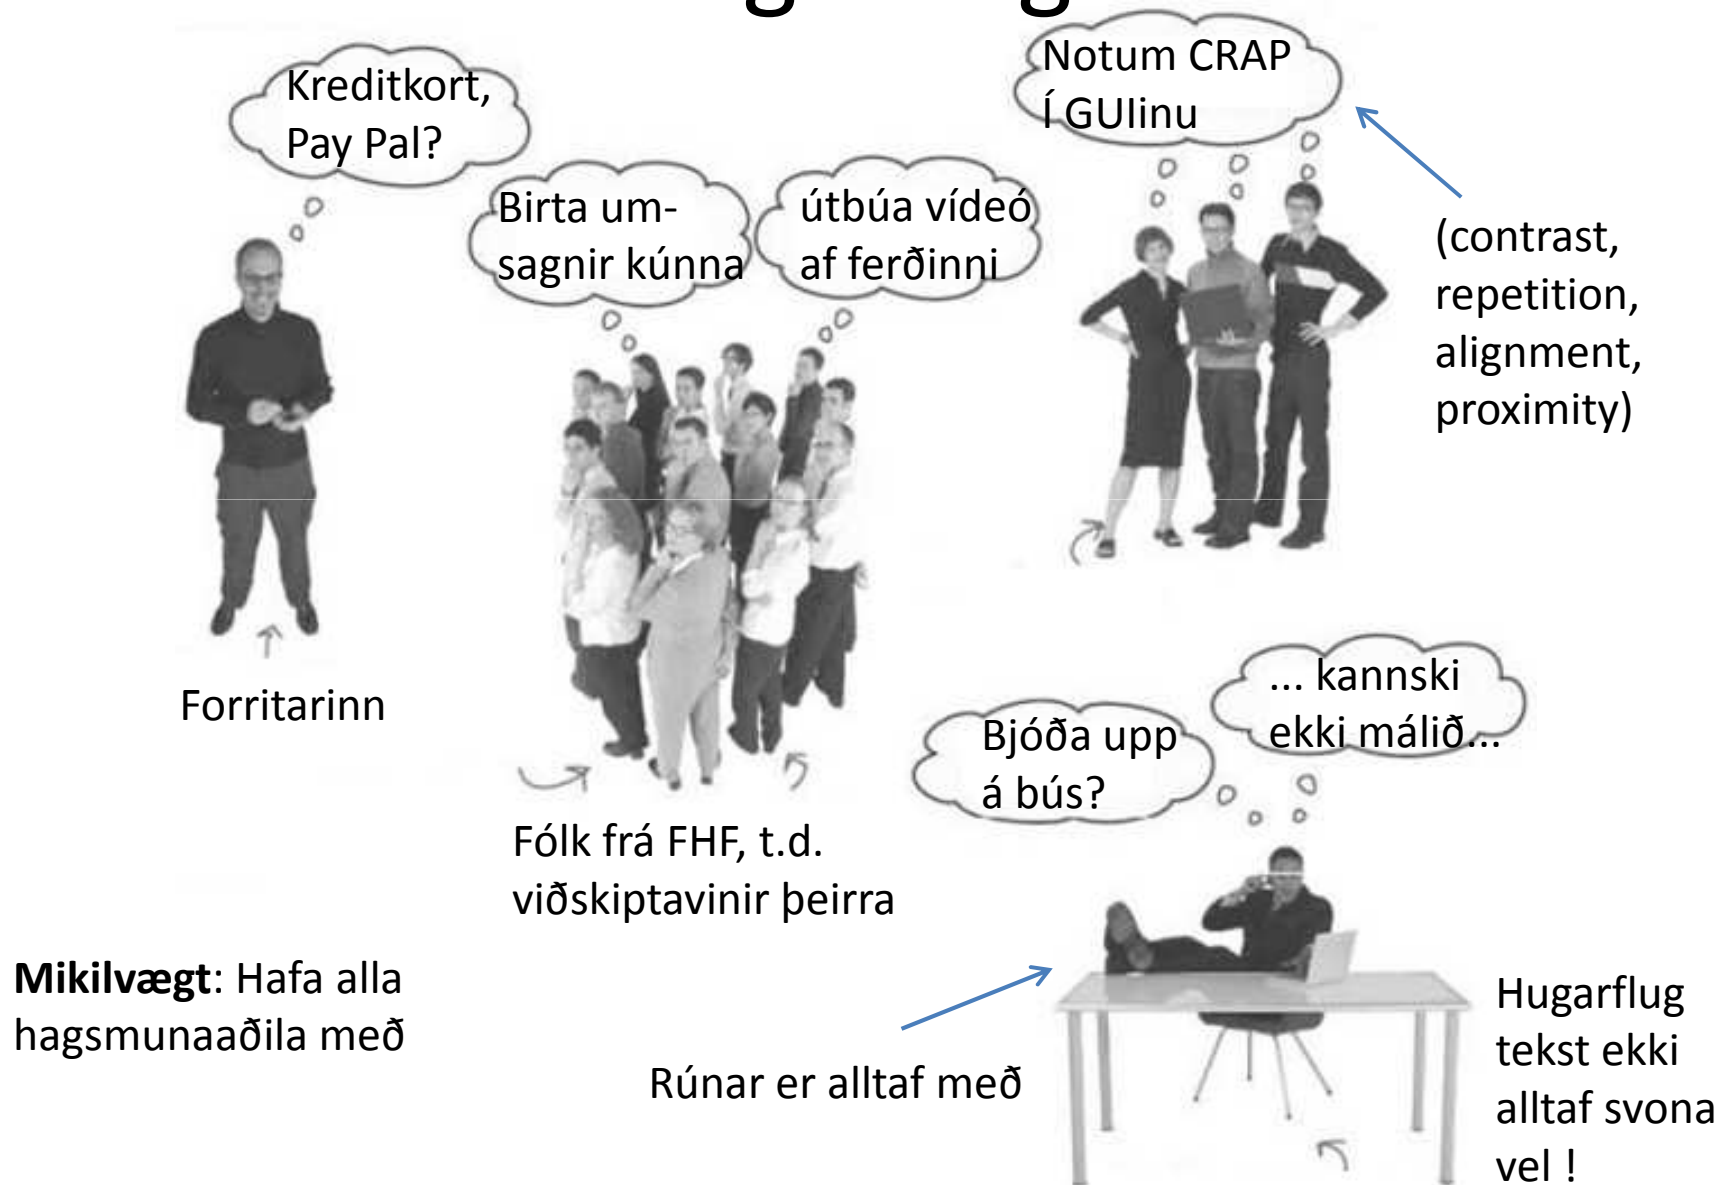 Kreditkort,
Pay Pal?
Birta um-
sagnir kúnna
útbúa vídeó
af ferðinni
Notum CRAP
Í GUIinu
(contrast,
repetition,
alignment,
proximity)
Forritarinn
Fólk frá FHF, t.d.
viðskiptavinir þeirra
Bjóða upp
á bús?
... kannski
ekki málið...
Mikilvægt: Hafa alla
hagsmunaaðila með
Rúnar er alltaf með
Hugarflug
tekst ekki
alltaf svona
vel !